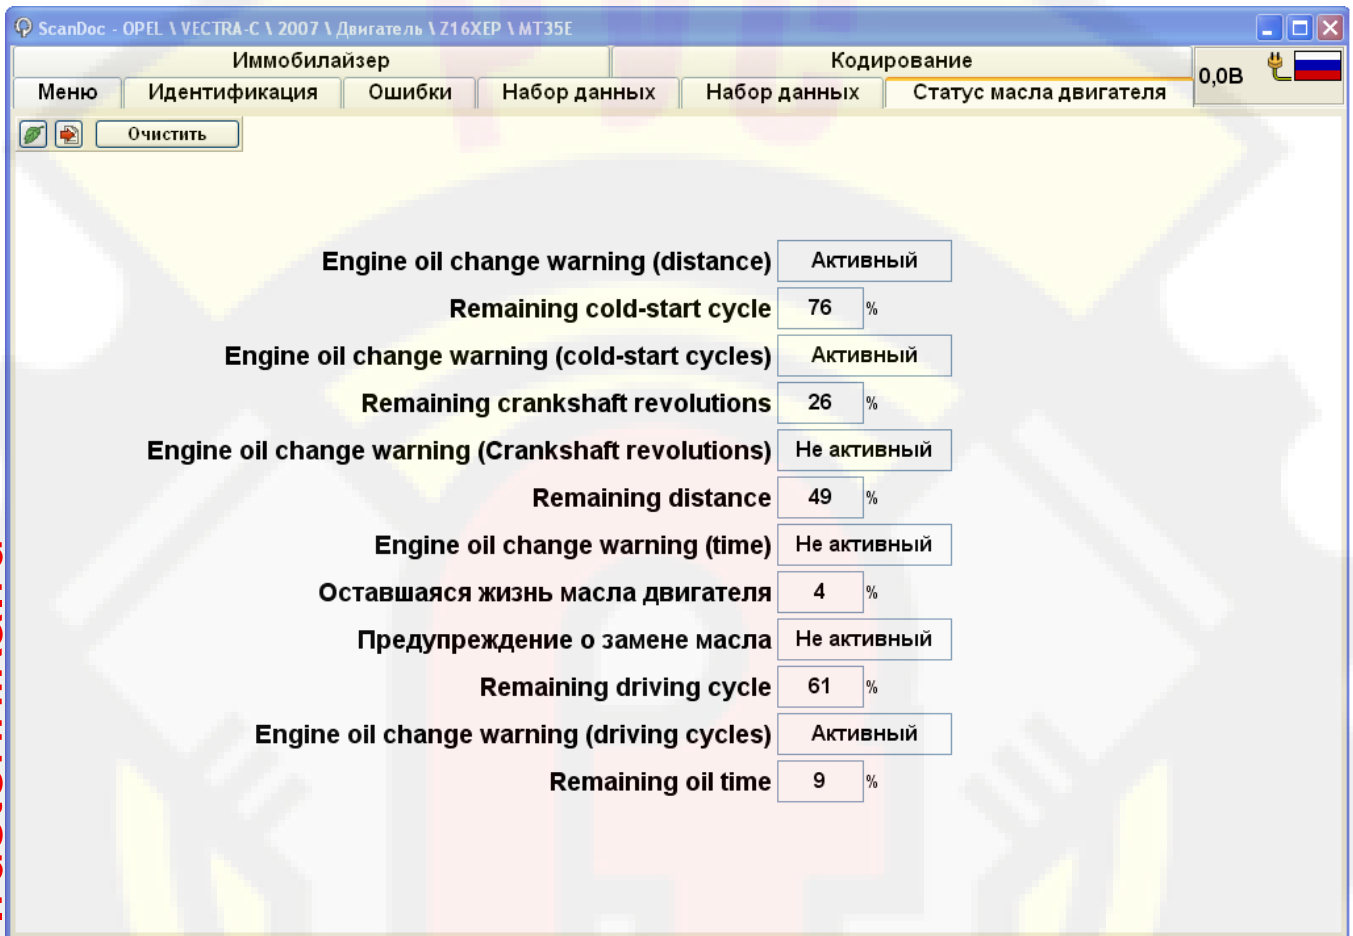 ScanDoc - OPEL \ VECTRA-C \ 2007 \ Двигатель \ Z16XEP \ MT35E
Иммобилайзер Кодирование
0,0В
Меню Идентификация Ошибки Набор данных Набор данных Статус масла двигателя
Очистить
Engine oil change warning (distance) Активный
Remaining cold-start cycle 76 %
Engine oil change warning (cold-start cycles) Активный
Remaining crankshaft revolutions 26 %
Engine oil change warning (Crankshaft revolutions) Не активный
Remaining distance 49 %
Engine oil change warning (time) Не активный
Оставшаяся жизнь масла двигателя 4 %
Предупреждение о замене масла Не активный
Remaining driving cycle 61 %
Engine oil change warning (driving cycles) Активный
Remaining oil time 9 %